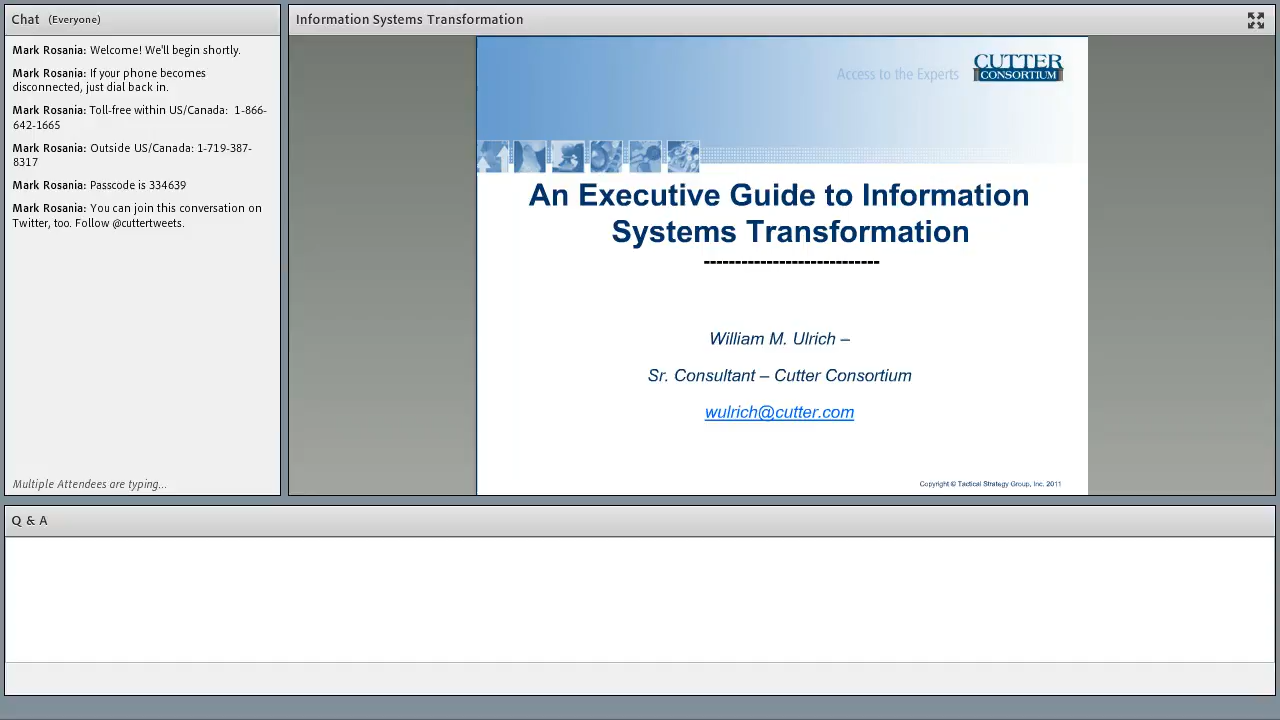 Chat (Everyone)
Mark Rosania: Welcome! We'll begin shortly.
Mark Rosania: If your phone becomes
disconnected, just dial back in.
Mark Rosania: Toll-free within US/Canada: 1-866-
642-1665
Mark Rosania: Outside US/Canada: 1-719-387-
8317
Mark Rosania: Passcode is 334639
Mark Rosania: You can join this conversation on
Twitter, too. Follow @cuttertweets.
Multiple Attendees are typing...
Information Systems Transformation
Access to the Experts
CUTTER
CONSORTIUM
An Executive Guide to Information
Systems Transformation
----------------------------
William M. Ulrich –
Sr. Consultant – Cutter Consortium
wulrich@cutter.com
Copyright © Tactical Strategy Group, Inc. 2011
Q & A